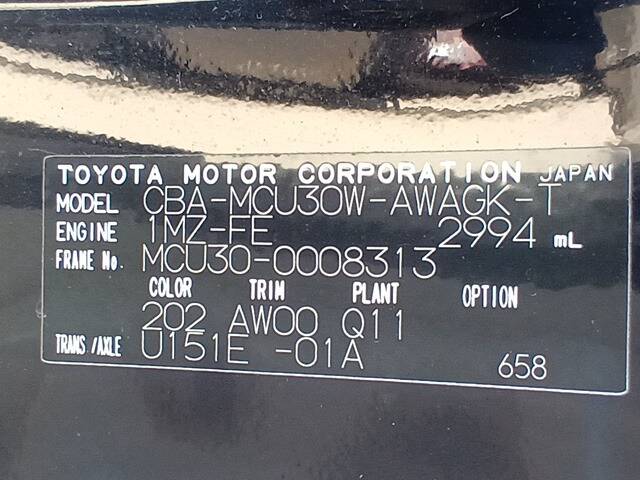 TOYOTA MOTOR CORPORATION JAPAN
MODEL CBA-MCU30W-AWAGK-T
ENGINE 1MZ-FE 2994 mL
FRAME No. MCU30-0008313
COLOR TRIM PLANT OPTION
202 AW00 Q11
TRANS/AXLE U151E -01A 658